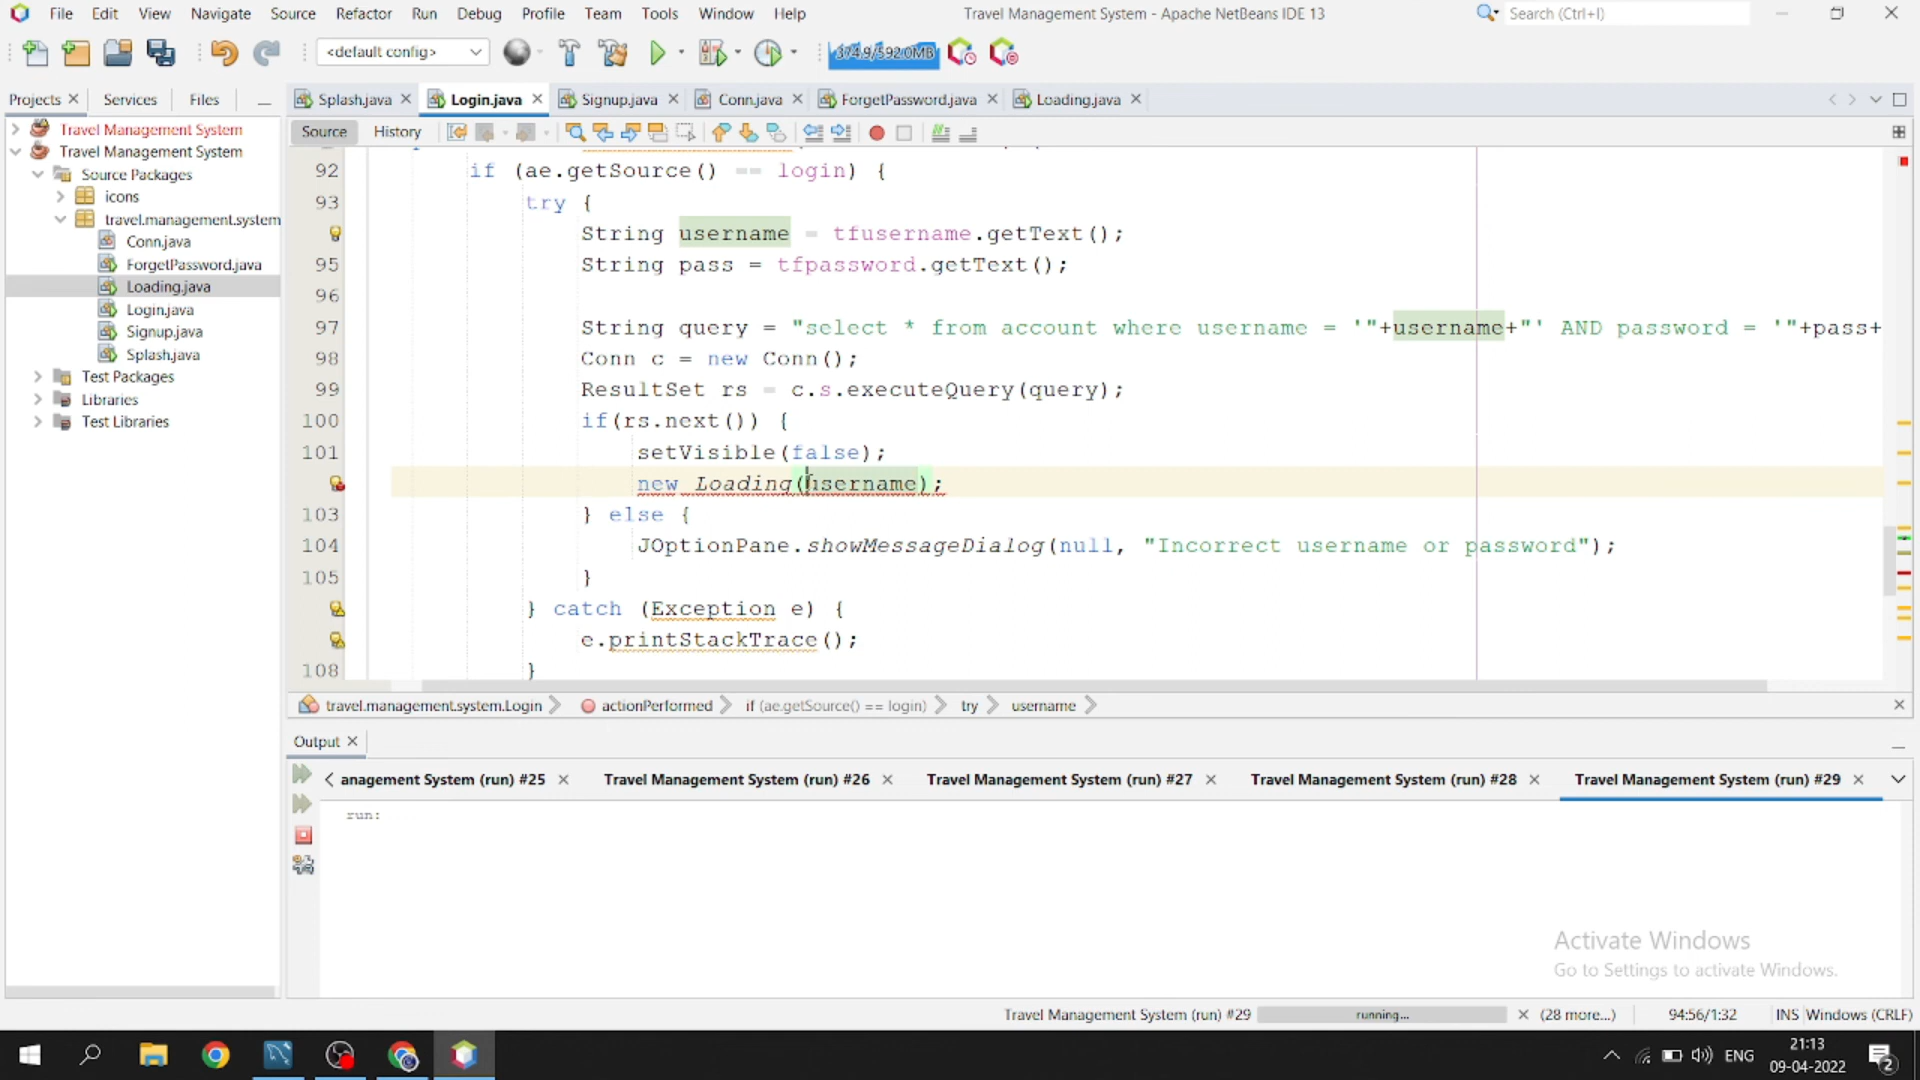 File Edit View Navigate Source Refactor Run Debug Profile Team Tools Window Help
Travel Management System - Apache NetBeans IDE 13
Search (Ctrl+I)
<default config>
374.9/592.0MB
Projects Services Files
Splash.java Login.java Signup.java Conn.java ForgetPassword.java Loading.java
Source History
Travel Management System
Travel Management System
Source Packages
icons
travel.management.system
Conn.java
ForgetPassword.java
Loading.java
Login.java
Signup.java
Splash.java
Test Packages
Libraries
Test Libraries
92 if (ae.getSource() == login) {
93 try {
String username = tfusername.getText();
95 String pass = tfpassword.getText();
96
97 String query = "select * from account where username = '"+username+"' AND password = '"+pass+
98 Conn c = new Conn();
99 ResultSet rs = c.s.executeQuery(query);
100 if(rs.next()) {
101 setVisible(false);
new Loading(username);
103 } else {
104 JOptionPane.showMessageDialog(null, "Incorrect username or password");
105 }
} catch (Exception e) {
e.printStackTrace();
108 }
travel.management.system.Login actionPerformed if (ae.getSource() == login) try username
Output
anagement System (run) #25 Travel Management System (run) #26 Travel Management System (run) #27 Travel Management System (run) #28 Travel Management System (run) #29
run:
Activate Windows
Go to Settings to activate Windows.
Travel Management System (run) #29 running... (28 more...) 94:56/1:32 INS Windows (CRLF)
ENG
21:13
09-04-2022
2